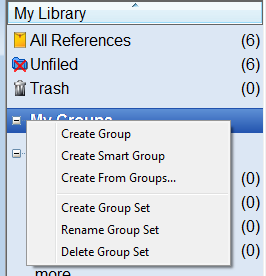 My Library
All References (6)
Unfiled (6)
Trash (0)
My Groups
Create Group
Create Smart Group
Create From Groups... (0)
Create Group Set (0)
Rename Group Set (0)
Delete Group Set (0)
more